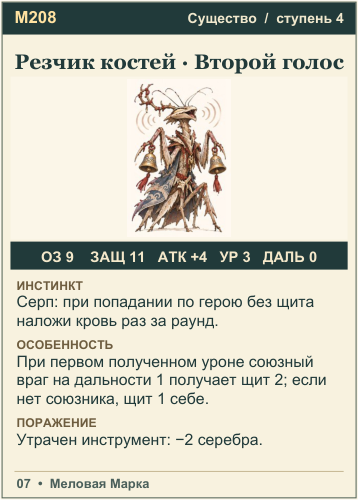 M208
Существо / ступень 4
Резчик костей · Второй голос
ОЗ 9 ЗАЩ 11 АТК +4 УР 3 ДАЛЬ 0
ИНСТИНКТ
Серп: при попадании по герою без щита
наложи кровь раз за раунд.
ОСОБЕННОСТЬ
При первом полученном уроне союзный
враг на дальности 1 получает щит 2; если
нет союзника, щит 1 себе.
ПОРАЖЕНИЕ
Утрачен инструмент: −2 серебра.
07 • Меловая Марка